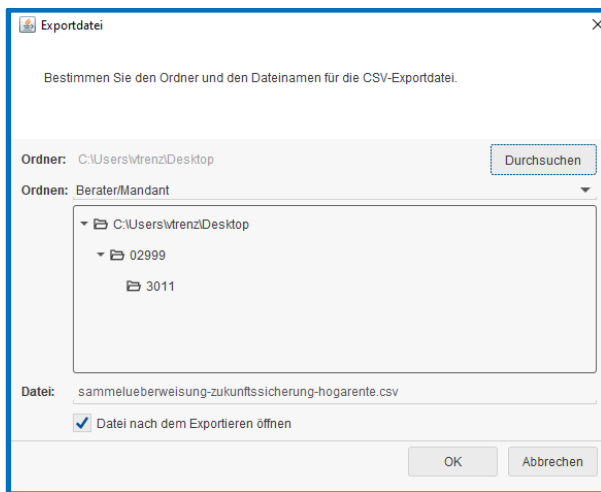 Exportdatei
Bestimmen Sie den Ordner und den Dateinamen für die CSV-Exportdatei.
Ordner: C:\Users\vtrenz\Desktop Durchsuchen
Ordnen: Berater/Mandant
C:\Users\vtrenz\Desktop
02999
3011
Datei: sammelueberweisung-zukunftssicherung-hogarente.csv
Datei nach dem Exportieren öffnen
OK Abbrechen